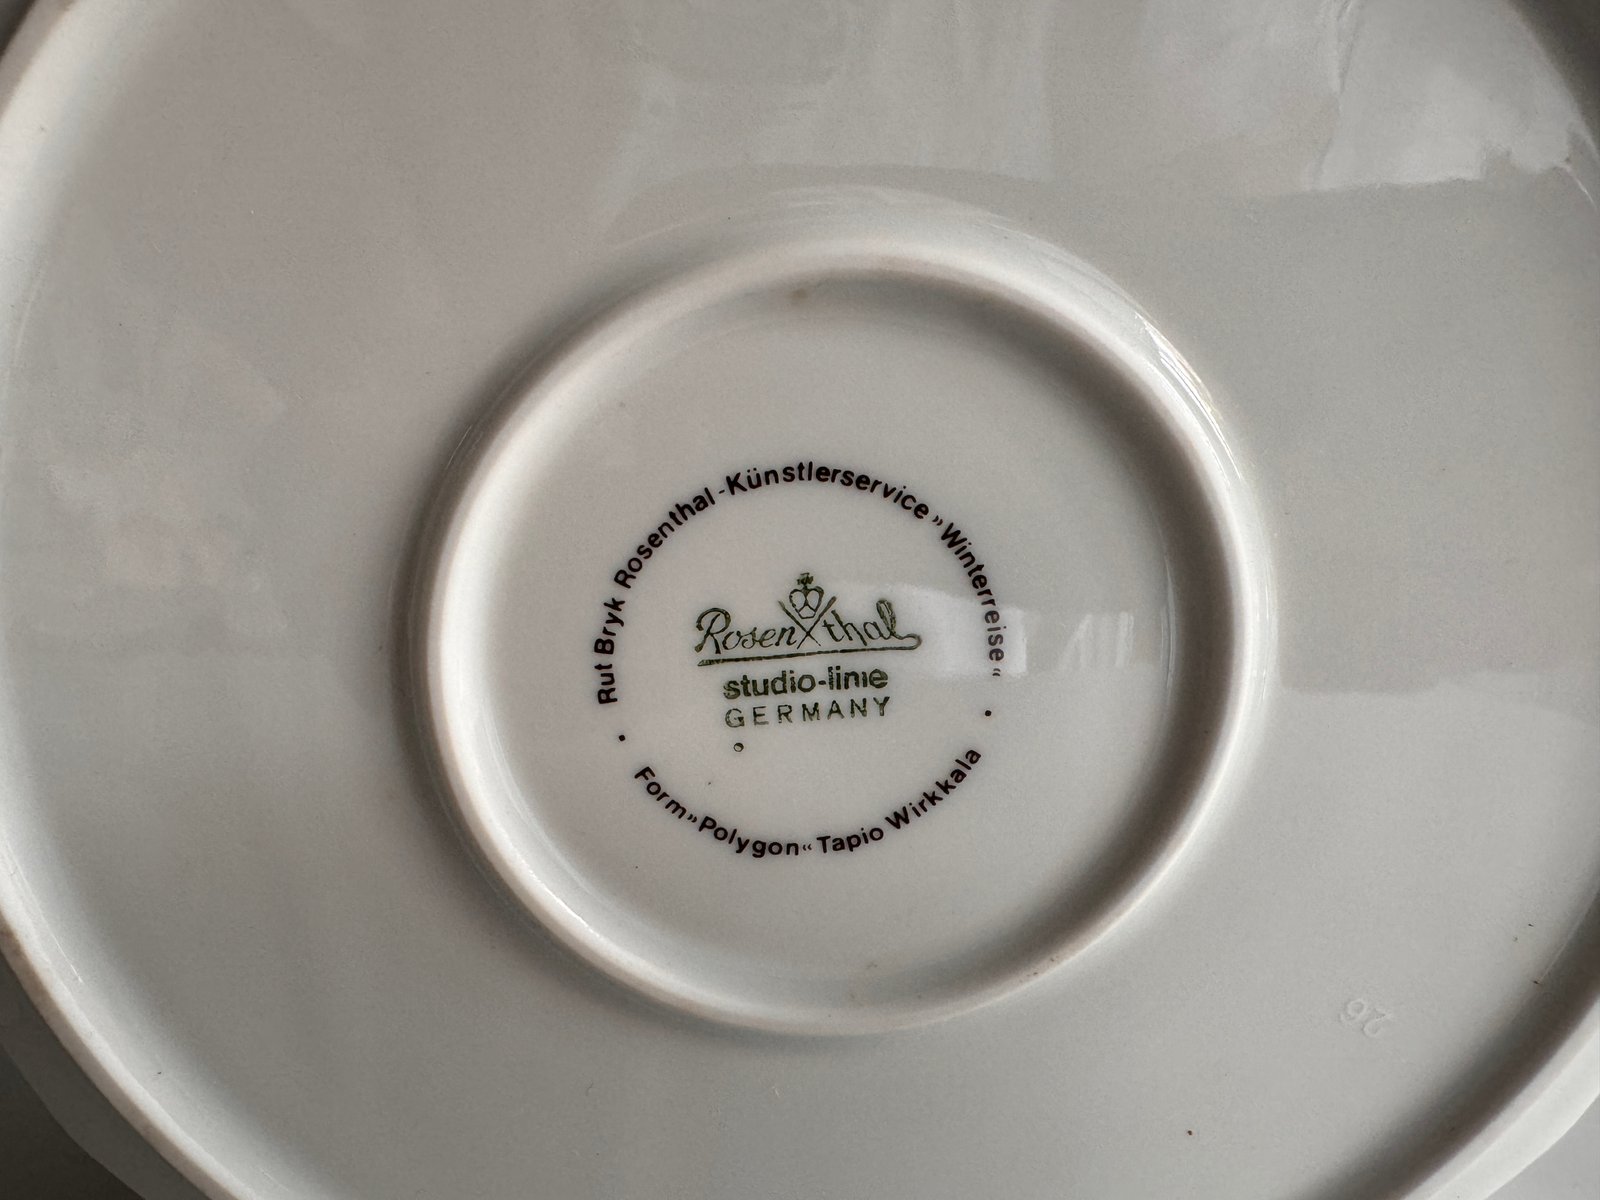 Rut Bryk Rosenthal-Künstlerservice »Winterreise«
Rosenthal
studio-linie
GERMANY
Form »Polygon« Tapio Wirkkala
26